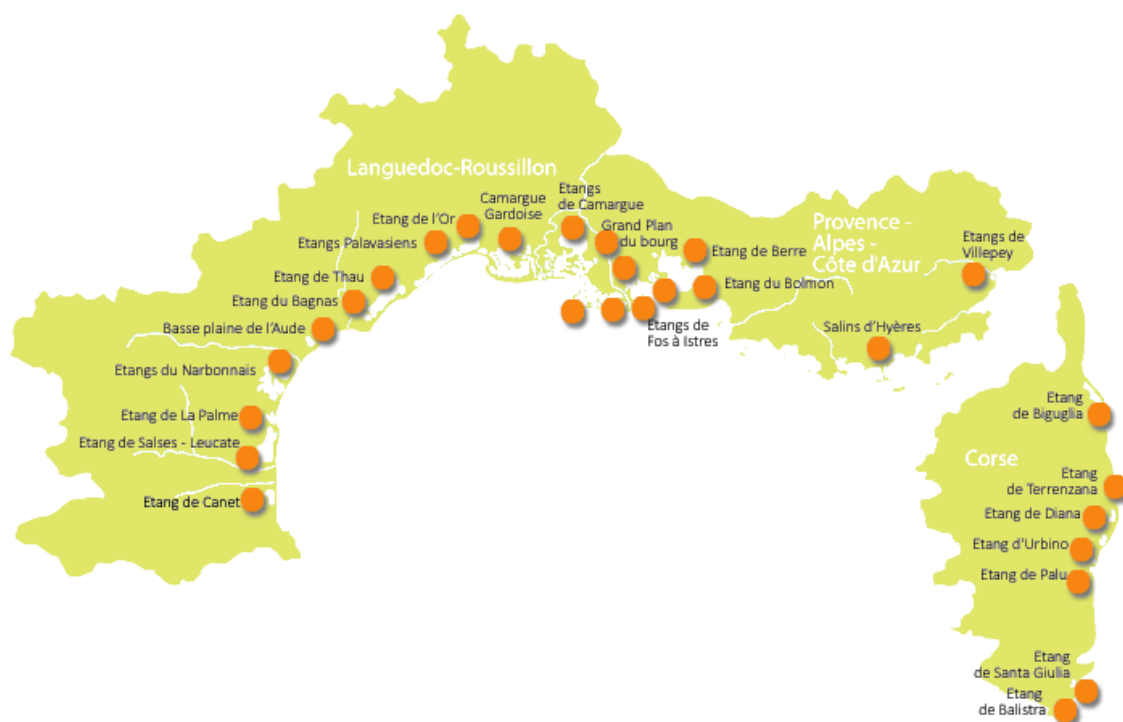 Languedoc-Roussillon
Camargue
Gardoise
Etangs
de Camargue
Etang de l'Or
Grand Plan
du bourg
Etangs Palavasiens
Etang de Berre
Etang de Thau
Etang du Bolmon
Etang du Bagnas
Basse plaine de l'Aude
Etangs de
Fos à Istres
Etangs du Narbonnais
Etang de La Palme
Etang de Salses - Leucate
Etang de Canet
Provence -
Alpes -
Côte d'Azur
Etangs de
Villepey
Salins d'Hyères
Etang
de Biguglia
Corse
Etang
de Terrenzana
Etang de Diana
Etang d'Urbino
Etang de Palu
Etang
de Santa Giulia
Etang
de Balistra